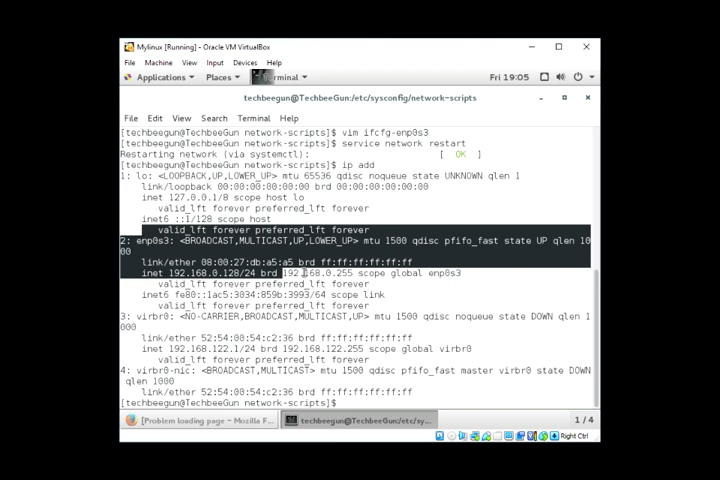 Mylinux [Running] - Oracle VM VirtualBox
File Machine View Input Devices Help
Applications Places Terminal Fri 19:05
techbeegun@TechbeeGun:/etc/sysconfig/network-scripts
File Edit View Search Terminal Help
[techbeegun@TechbeeGun network-scripts]$ vim ifcfg-enp0s3
[techbeegun@TechbeeGun network-scripts]$ service network restart
Restarting network (via systemctl): [ OK ]
[techbeegun@TechbeeGun network-scripts]$ ip add
1: lo: <LOOPBACK,UP,LOWER_UP> mtu 65536 qdisc noqueue state UNKNOWN qlen 1
link/loopback 00:00:00:00:00:00 brd 00:00:00:00:00:00
inet 127.0.0.1/8 scope host lo
valid_lft forever preferred_lft forever
inet6 ::1/128 scope host
valid_lft forever preferred_lft forever
2: enp0s3: <BROADCAST,MULTICAST,UP,LOWER_UP> mtu 1500 qdisc pfifo_fast state UP qlen 10
00
link/ether 08:00:27:db:a5:a5 brd ff:ff:ff:ff:ff:ff
inet 192.168.0.128/24 brd 192.168.0.255 scope global enp0s3
valid_lft forever preferred_lft forever
inet6 fe80::1ac5:3034:859b:3993/64 scope link
valid_lft forever preferred_lft forever
3: virbr0: <NO-CARRIER,BROADCAST,MULTICAST,UP> mtu 1500 qdisc noqueue state DOWN qlen 1
000
link/ether 52:54:00:54:c2:36 brd ff:ff:ff:ff:ff:ff
inet 192.168.122.1/24 brd 192.168.122.255 scope global virbr0
valid_lft forever preferred_lft forever
4: virbr0-nic: <BROADCAST,MULTICAST> mtu 1500 qdisc pfifo_fast master virbr0 state DOWN
qlen 1000
link/ether 52:54:00:54:c2:36 brd ff:ff:ff:ff:ff:ff
[techbeegun@TechbeeGun network-scripts]$
[Problem loading page - Mozilla F... techbeegun@TechbeeGun:/etc/sy... 1 / 4
Right Ctrl